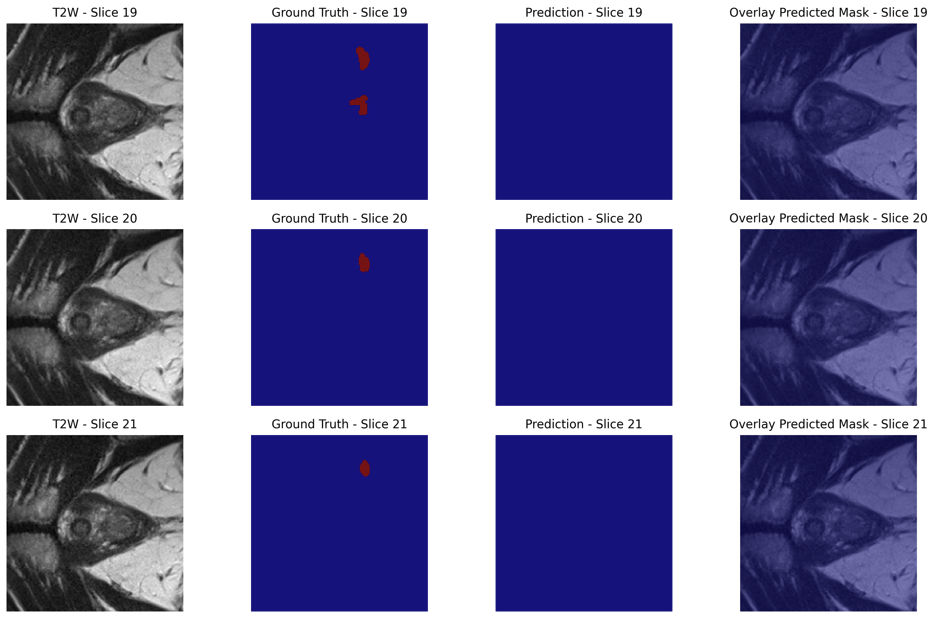 T2W - Slice 19
Ground Truth - Slice 19
Prediction - Slice 19
Overlay Predicted Mask - Slice 19
T2W - Slice 20
Ground Truth - Slice 20
Prediction - Slice 20
Overlay Predicted Mask - Slice 20
T2W - Slice 21
Ground Truth - Slice 21
Prediction - Slice 21
Overlay Predicted Mask - Slice 21